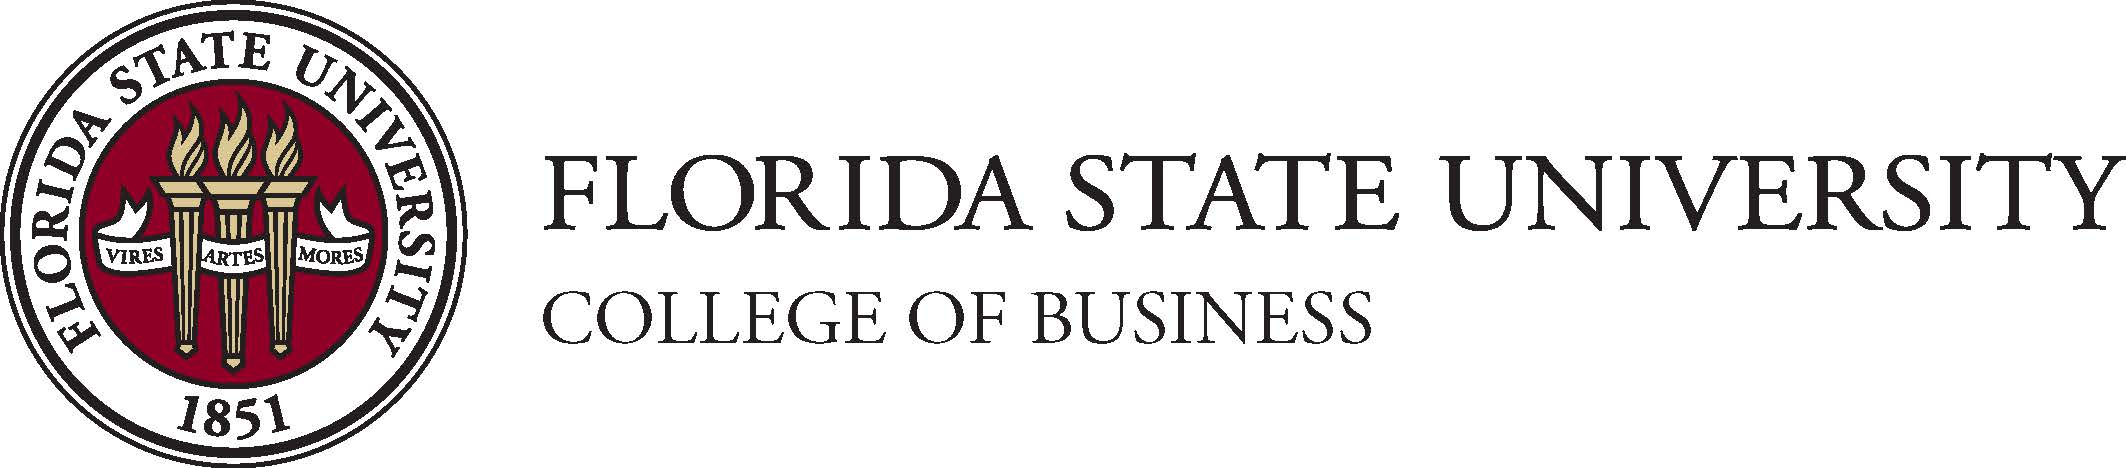 FLORIDA STATE UNIVERSITY
VIRES ARTES MORES
1851
FLORIDA STATE UNIVERSITY
COLLEGE OF BUSINESS